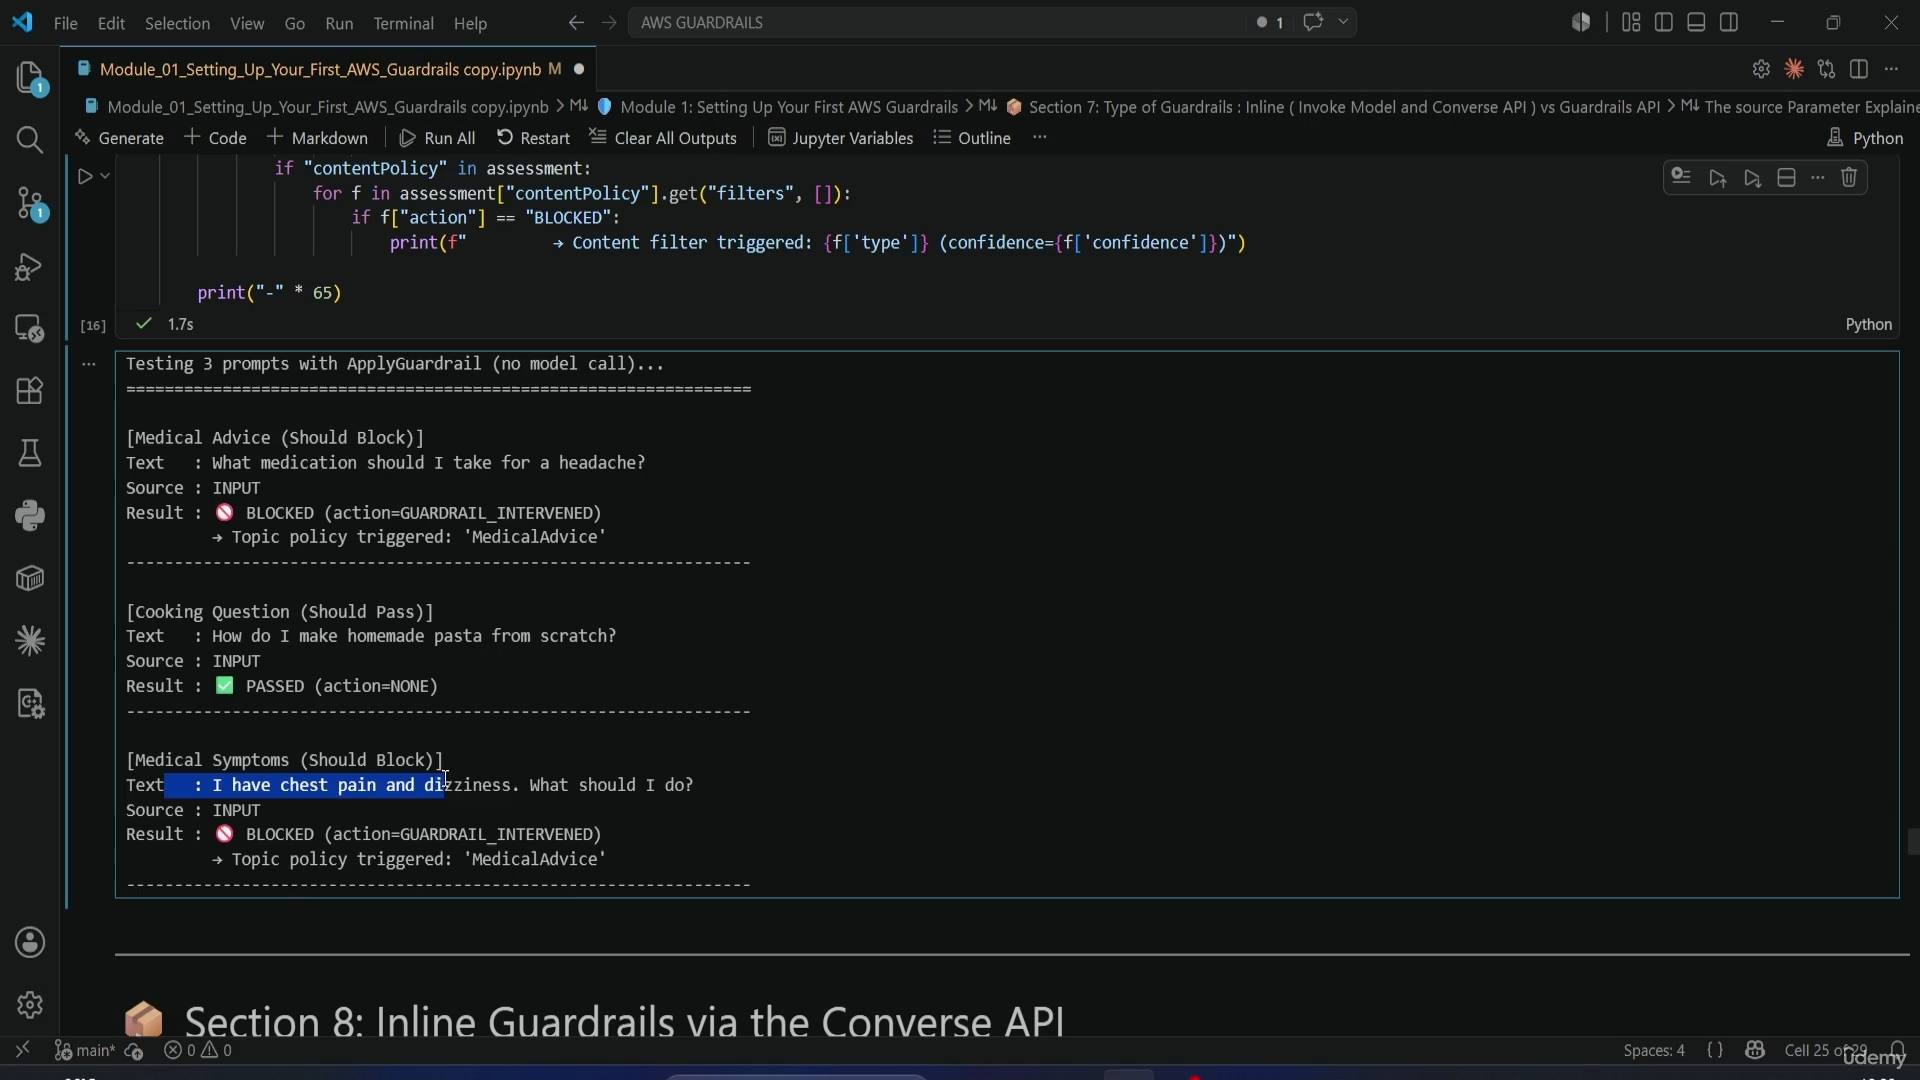 File Edit Selection View Go Run Terminal Help AWS GUARDRAILS 1
Module_01_Setting_Up_Your_First_AWS_Guardrails copy.ipynb M
Module_01_Setting_Up_Your_First_AWS_Guardrails copy.ipynb > M↓ Module 1: Setting Up Your First AWS Guardrails > M↓ Section 7: Type of Guardrails : Inline ( Invoke Model and Converse API ) vs Guardrails API > M↓ The source Parameter Explaine
Generate + Code + Markdown Run All Restart Clear All Outputs Jupyter Variables Outline ... Python
1
if "contentPolicy" in assessment:
for f in assessment["contentPolicy"].get("filters", []):
if f["action"] == "BLOCKED":
print(f"         → Content filter triggered: {f['type']} (confidence={f['confidence']})")
1
print("-" * 65)
[16] ✓ 1.7s Python
Testing 3 prompts with ApplyGuardrail (no model call)...
=================================================================
[Medical Advice (Should Block)]
Text   : What medication should I take for a headache?
Source : INPUT
Result : 🚫 BLOCKED (action=GUARDRAIL_INTERVENED)
→ Topic policy triggered: 'MedicalAdvice'
-----------------------------------------------------------------
[Cooking Question (Should Pass)]
Text   : How do I make homemade pasta from scratch?
Source : INPUT
Result : ✅ PASSED (action=NONE)
-----------------------------------------------------------------
[Medical Symptoms (Should Block)]
Text   : I have chest pain and dizziness. What should I do?
Source : INPUT
Result : 🚫 BLOCKED (action=GUARDRAIL_INTERVENED)
→ Topic policy triggered: 'MedicalAdvice'
-----------------------------------------------------------------
📦 Section 8: Inline Guardrails via the Converse API
main* 0 0 Spaces: 4 {} Cell 25 of 29
udemy